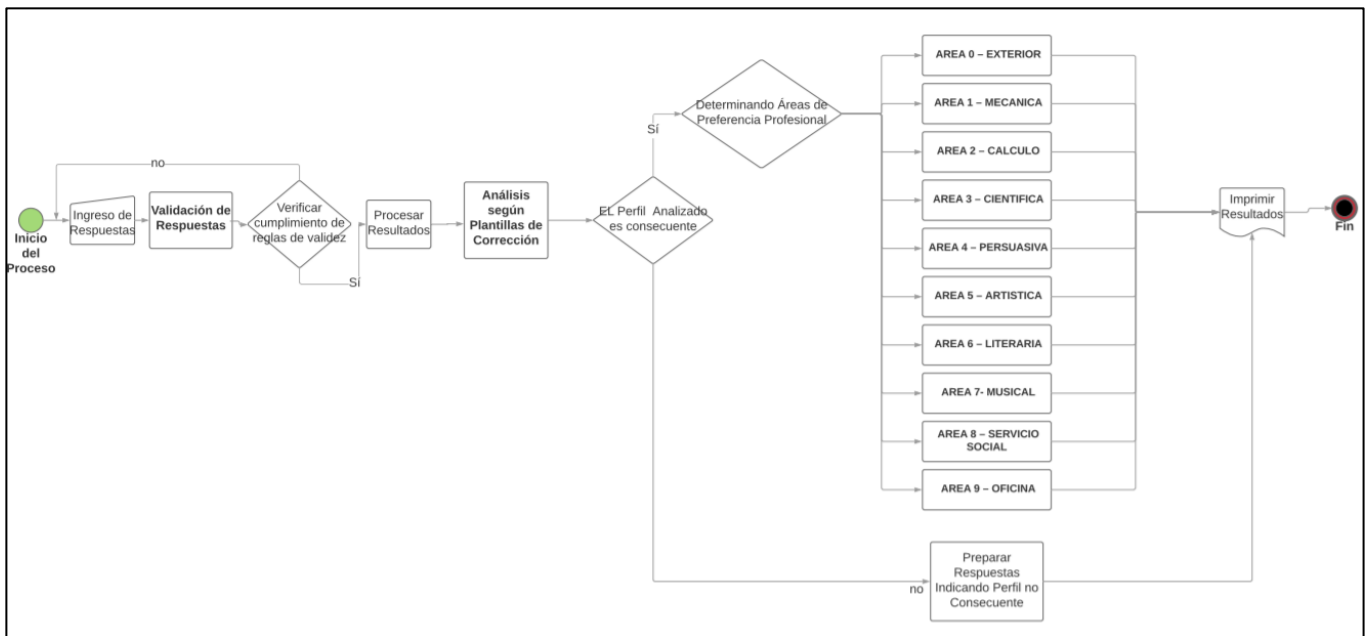 no
Inicio
del
Proceso
Ingreso de
Respuestas
Validación de
Respuestas
Verificar
cumplimiento de
reglas de validez
Sí
Procesar
Resultados
Análisis
según
Plantillas de
Corrección
EL Perfil Analizado
es consecuente
Sí
Determinando Áreas de
Preferencia Profesional
AREA 0 – EXTERIOR
AREA 1 – MECANICA
AREA 2 – CALCULO
AREA 3 – CIENTIFICA
AREA 4 – PERSUASIVA
AREA 5 – ARTISTICA
AREA 6 – LITERARIA
AREA 7- MUSICAL
AREA 8 – SERVICIO
SOCIAL
AREA 9 – OFICINA
no
Preparar
Respuestas
Indicando Perfil no
Consecuente
Imprimir
Resultados
Fin